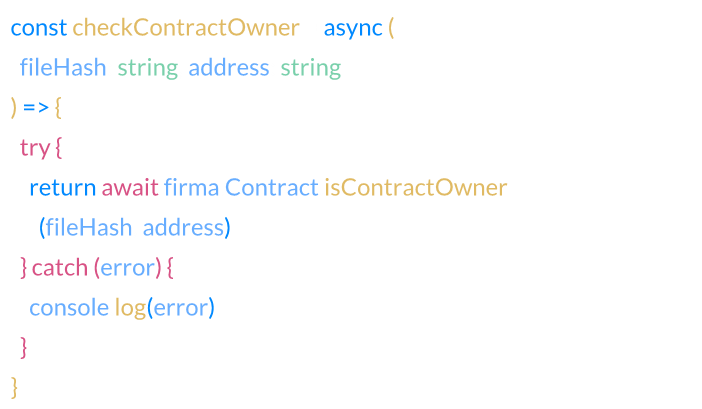 const checkContractOwner async (
fileHash string address string
) => {
try {
return await firma Contract isContractOwner
(fileHash address)
} catch (error) {
console log(error)
}
}